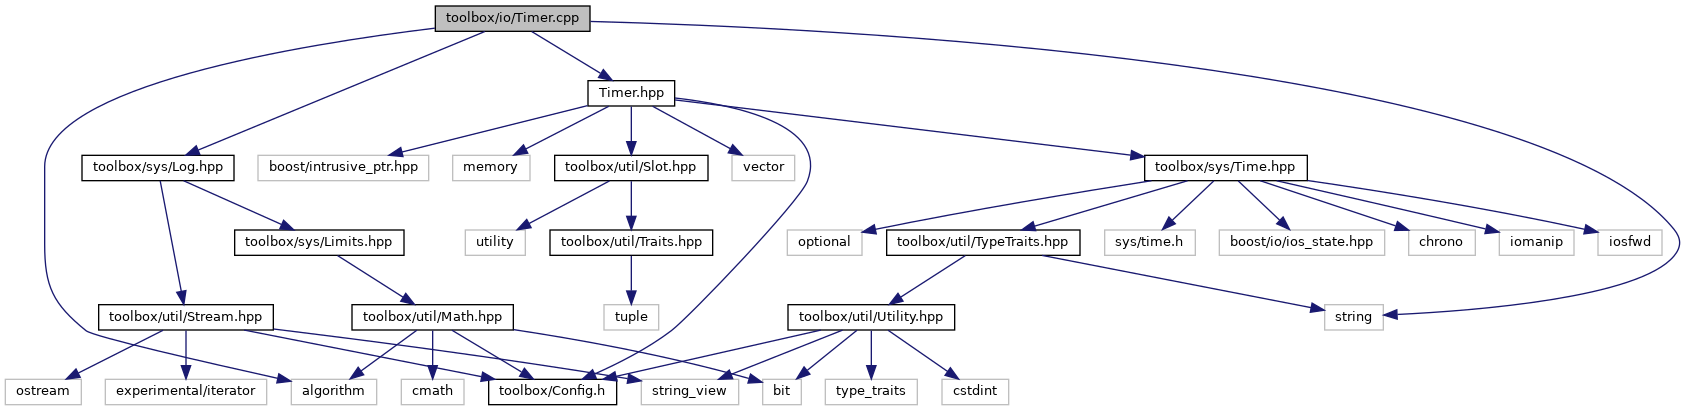 toolbox/io/Timer.cpp
Timer.hpp
toolbox/sys/Log.hpp
boost/intrusive_ptr.hpp
memory
toolbox/util/Slot.hpp
vector
toolbox/sys/Time.hpp
toolbox/sys/Limits.hpp
utility
toolbox/util/Traits.hpp
optional
toolbox/util/TypeTraits.hpp
sys/time.h
boost/io/ios_state.hpp
chrono
iomanip
iosfwd
toolbox/util/Stream.hpp
toolbox/util/Math.hpp
tuple
toolbox/util/Utility.hpp
string
ostream
experimental/iterator
algorithm
cmath
toolbox/Config.h
string_view
bit
type_traits
cstdint